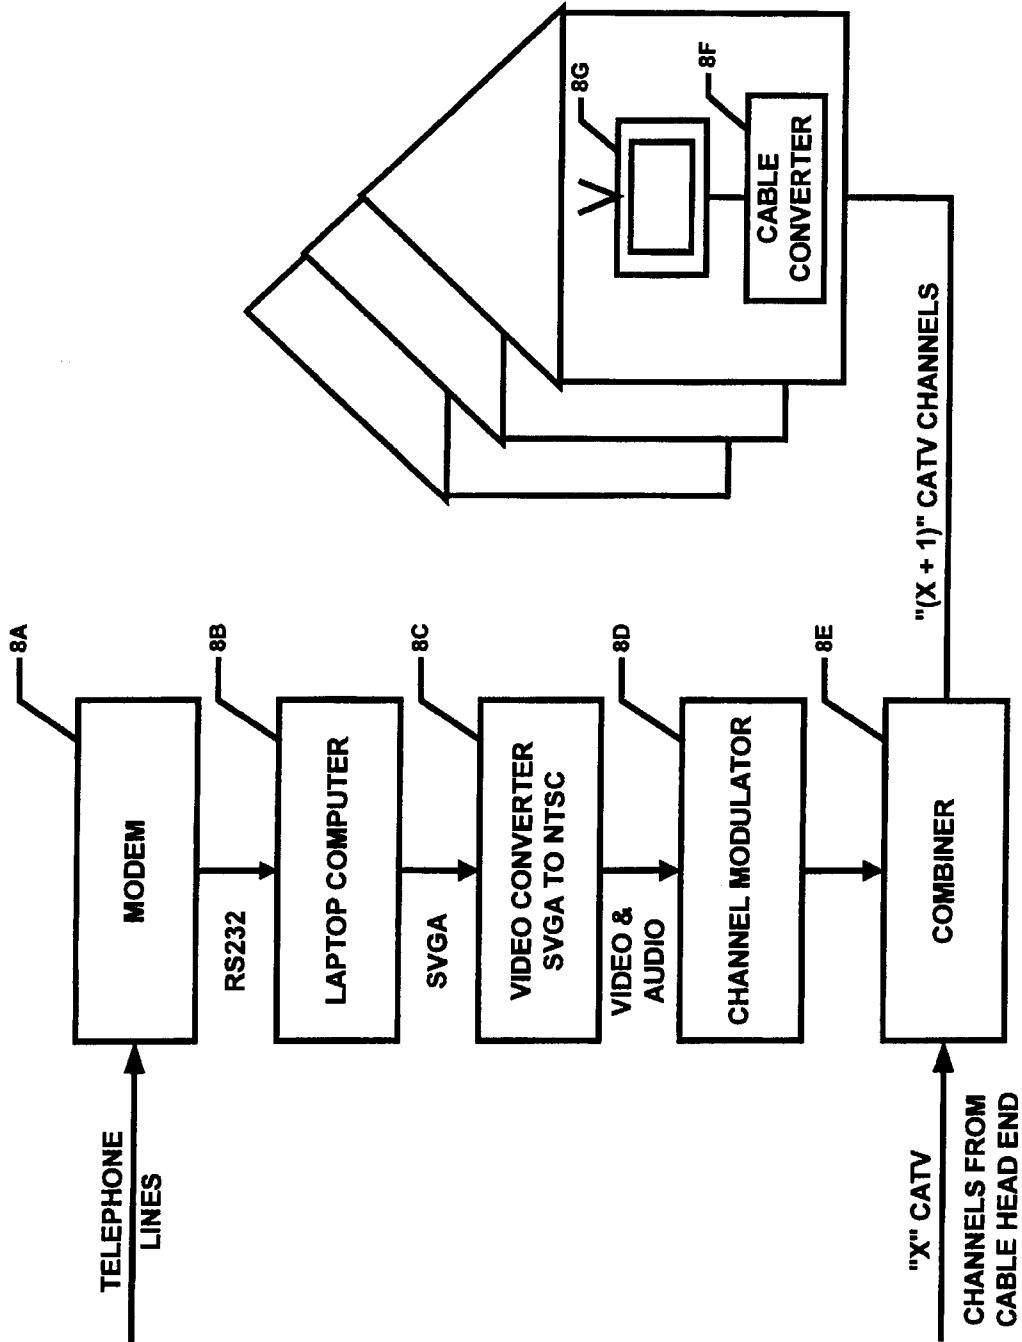 8A
8B
8C
8D
8E
8G
8F
TELEPHONE
LINES
MODEM
RS232
LAPTOP COMPUTER
SVGA
VIDEO CONVERTER
SVGA TO NTSC
VIDEO &
AUDIO
CHANNEL MODULATOR
COMBINER
"X" CATV
CHANNELS FROM
CABLE HEAD END
"(X + 1)" CATV CHANNELS
CABLE
CONVERTER